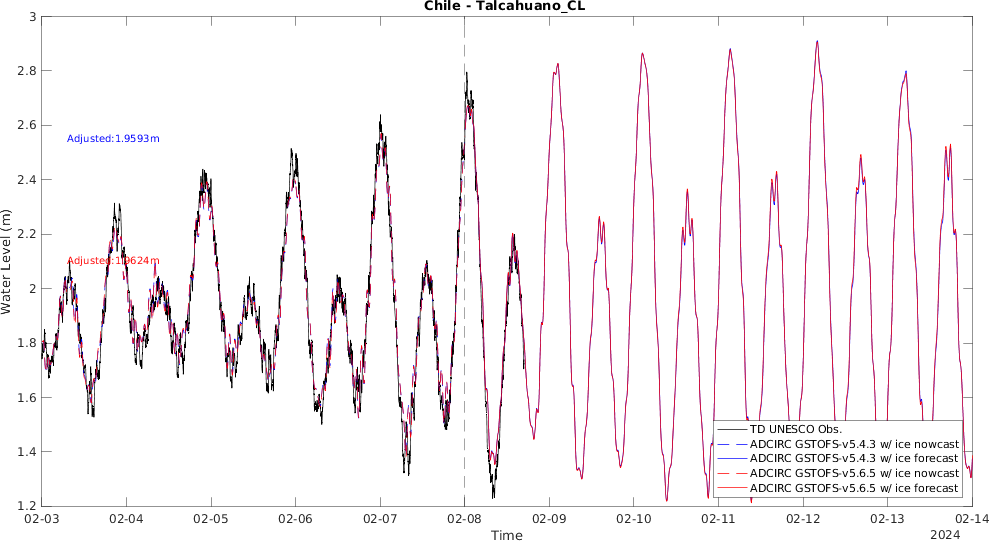 Chile - Talcahuano_CL
3
2.8
2.6
2.4
2.2
2
1.8
1.6
1.4
1.2
Water Level (m)
Adjusted:1.9593m
Adjusted:1.9624m
TD UNESCO Obs.
ADCIRC GSTOFS-v5.4.3 w/ ice nowcast
ADCIRC GSTOFS-v5.4.3 w/ ice forecast
ADCIRC GSTOFS-v5.6.5 w/ ice nowcast
ADCIRC GSTOFS-v5.6.5 w/ ice forecast
02-03 02-04 02-05 02-06 02-07 02-08 02-09 02-10 02-11 02-12 02-13 02-14
Time
2024